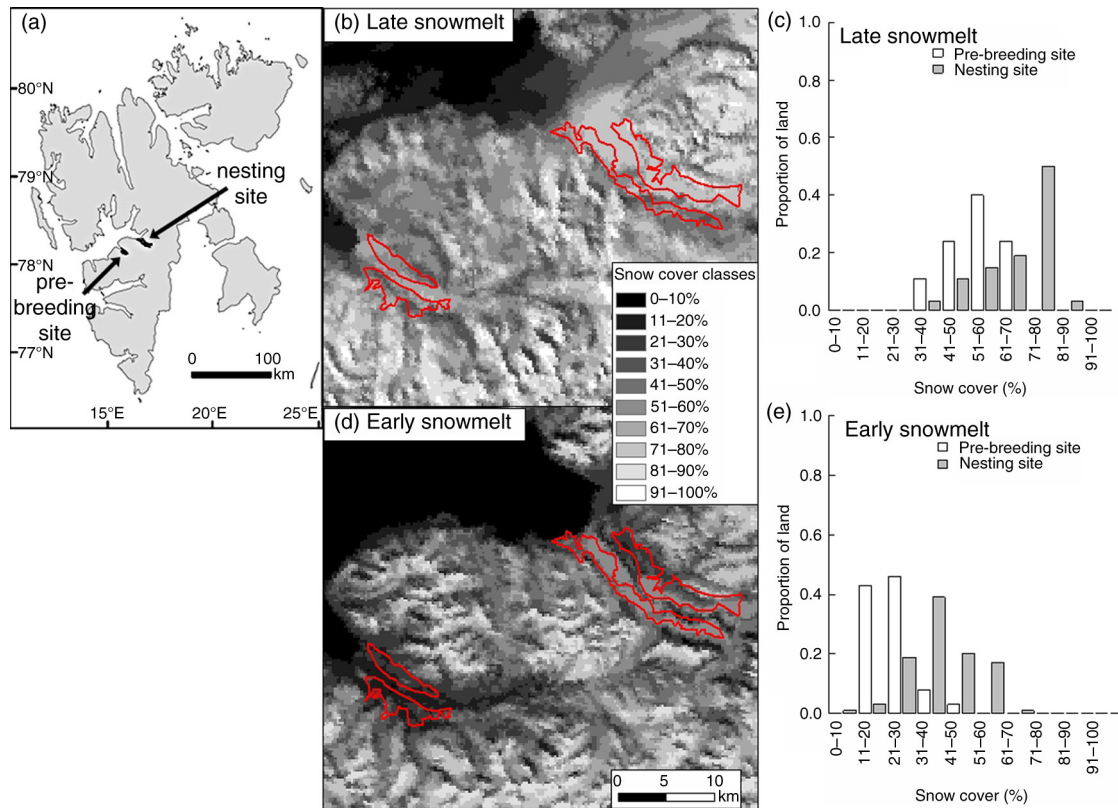 (a)
80°N
79°N
78°N
77°N
nesting
site
pre-
breeding
site
0 100
km
15°E 20°E 25°E
(b) Late snowmelt
Snow cover classes
0–10%
11–20%
21–30%
31–40%
41–50%
51–60%
61–70%
71–80%
81–90%
91–100%
(d) Early snowmelt
0 5 10
km
(c)
Late snowmelt
Pre-breeding site
Nesting site
Proportion of land
1.0
0.8
0.6
0.4
0.2
0.0
0–10
11–20
21–30
31–40
41–50
51–60
61–70
71–80
81–90
91–100
Snow cover (%)
(e)
Early snowmelt
Pre-breeding site
Nesting site
Proportion of land
1.0
0.8
0.6
0.4
0.2
0.0
0–10
11–20
21–30
31–40
41–50
51–60
61–70
71–80
81–90
91–100
Snow cover (%)